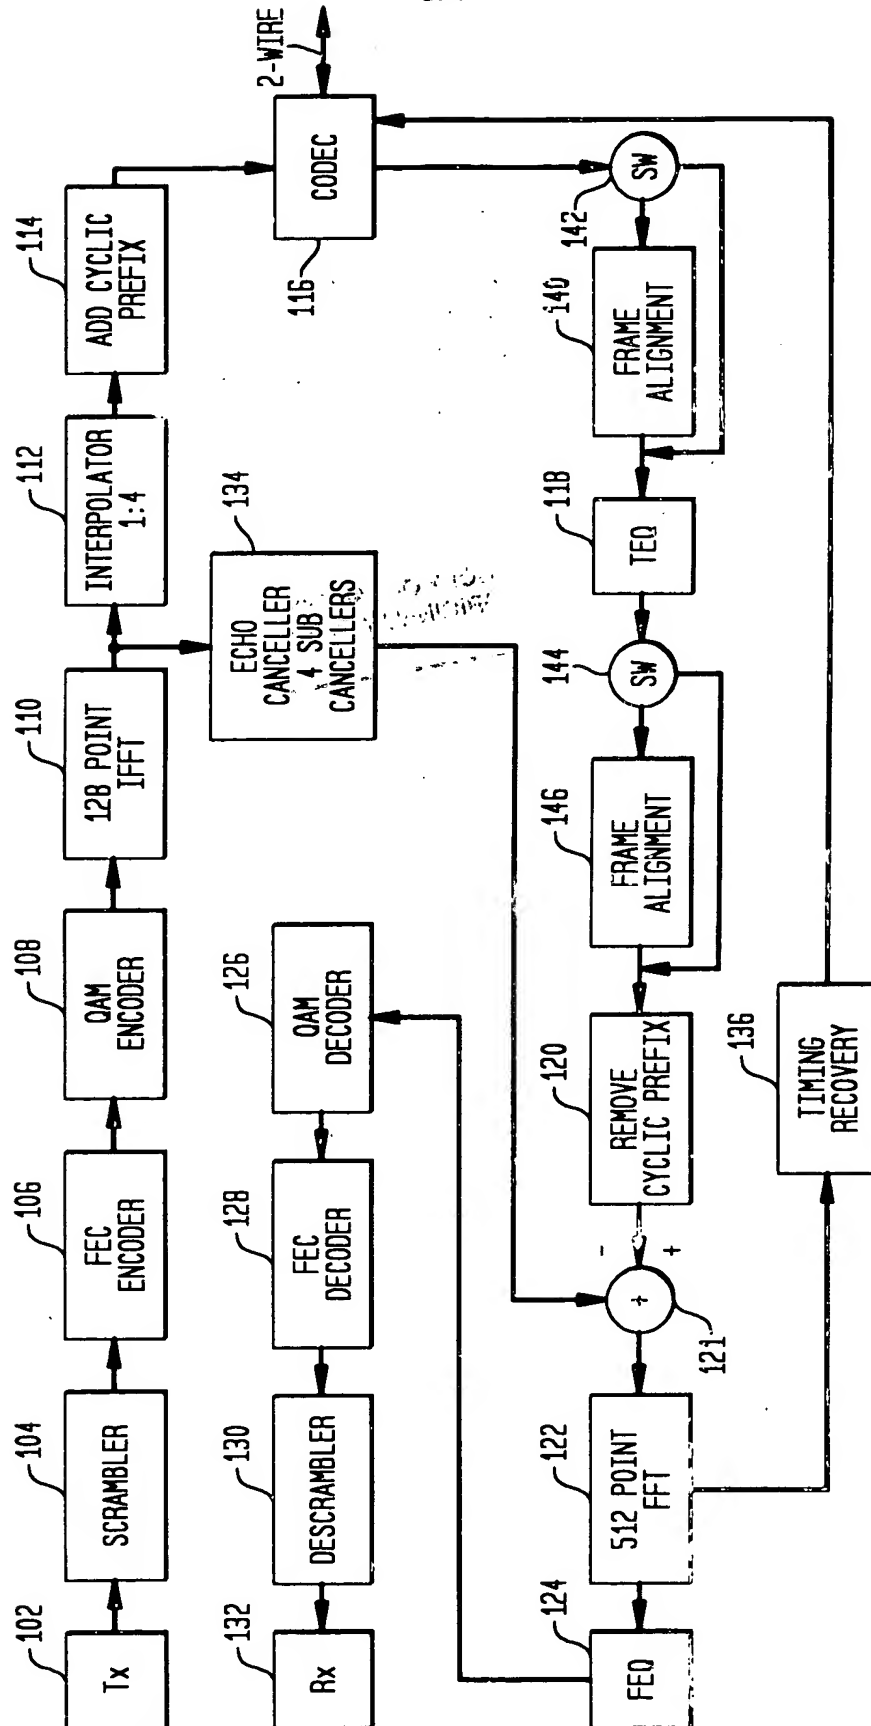 102
Tx
104
SCRAMBLER
106
FEC
ENCODER
108
QAM
ENCODER
110
128 POINT
IFFT
112
INTERPOLATOR
1:4
114
ADD CYCLIC
PREFIX
2-WIRE
CODEC
116
134
ECHO
CANCELLER
4 SUB
CANCELLERS
132
Rx
130
DESCRAMBLER
128
FEC
DECODER
126
QAM
DECODER
142
SW
140
FRAME
ALIGNMENT
118
TEQ
144
SW
146
FRAME
ALIGNMENT
120
REMOVE
CYCLIC PREFIX
-
+
+
121
122
512 POINT
FFT
124
FEQ
136
TIMING
RECOVERY